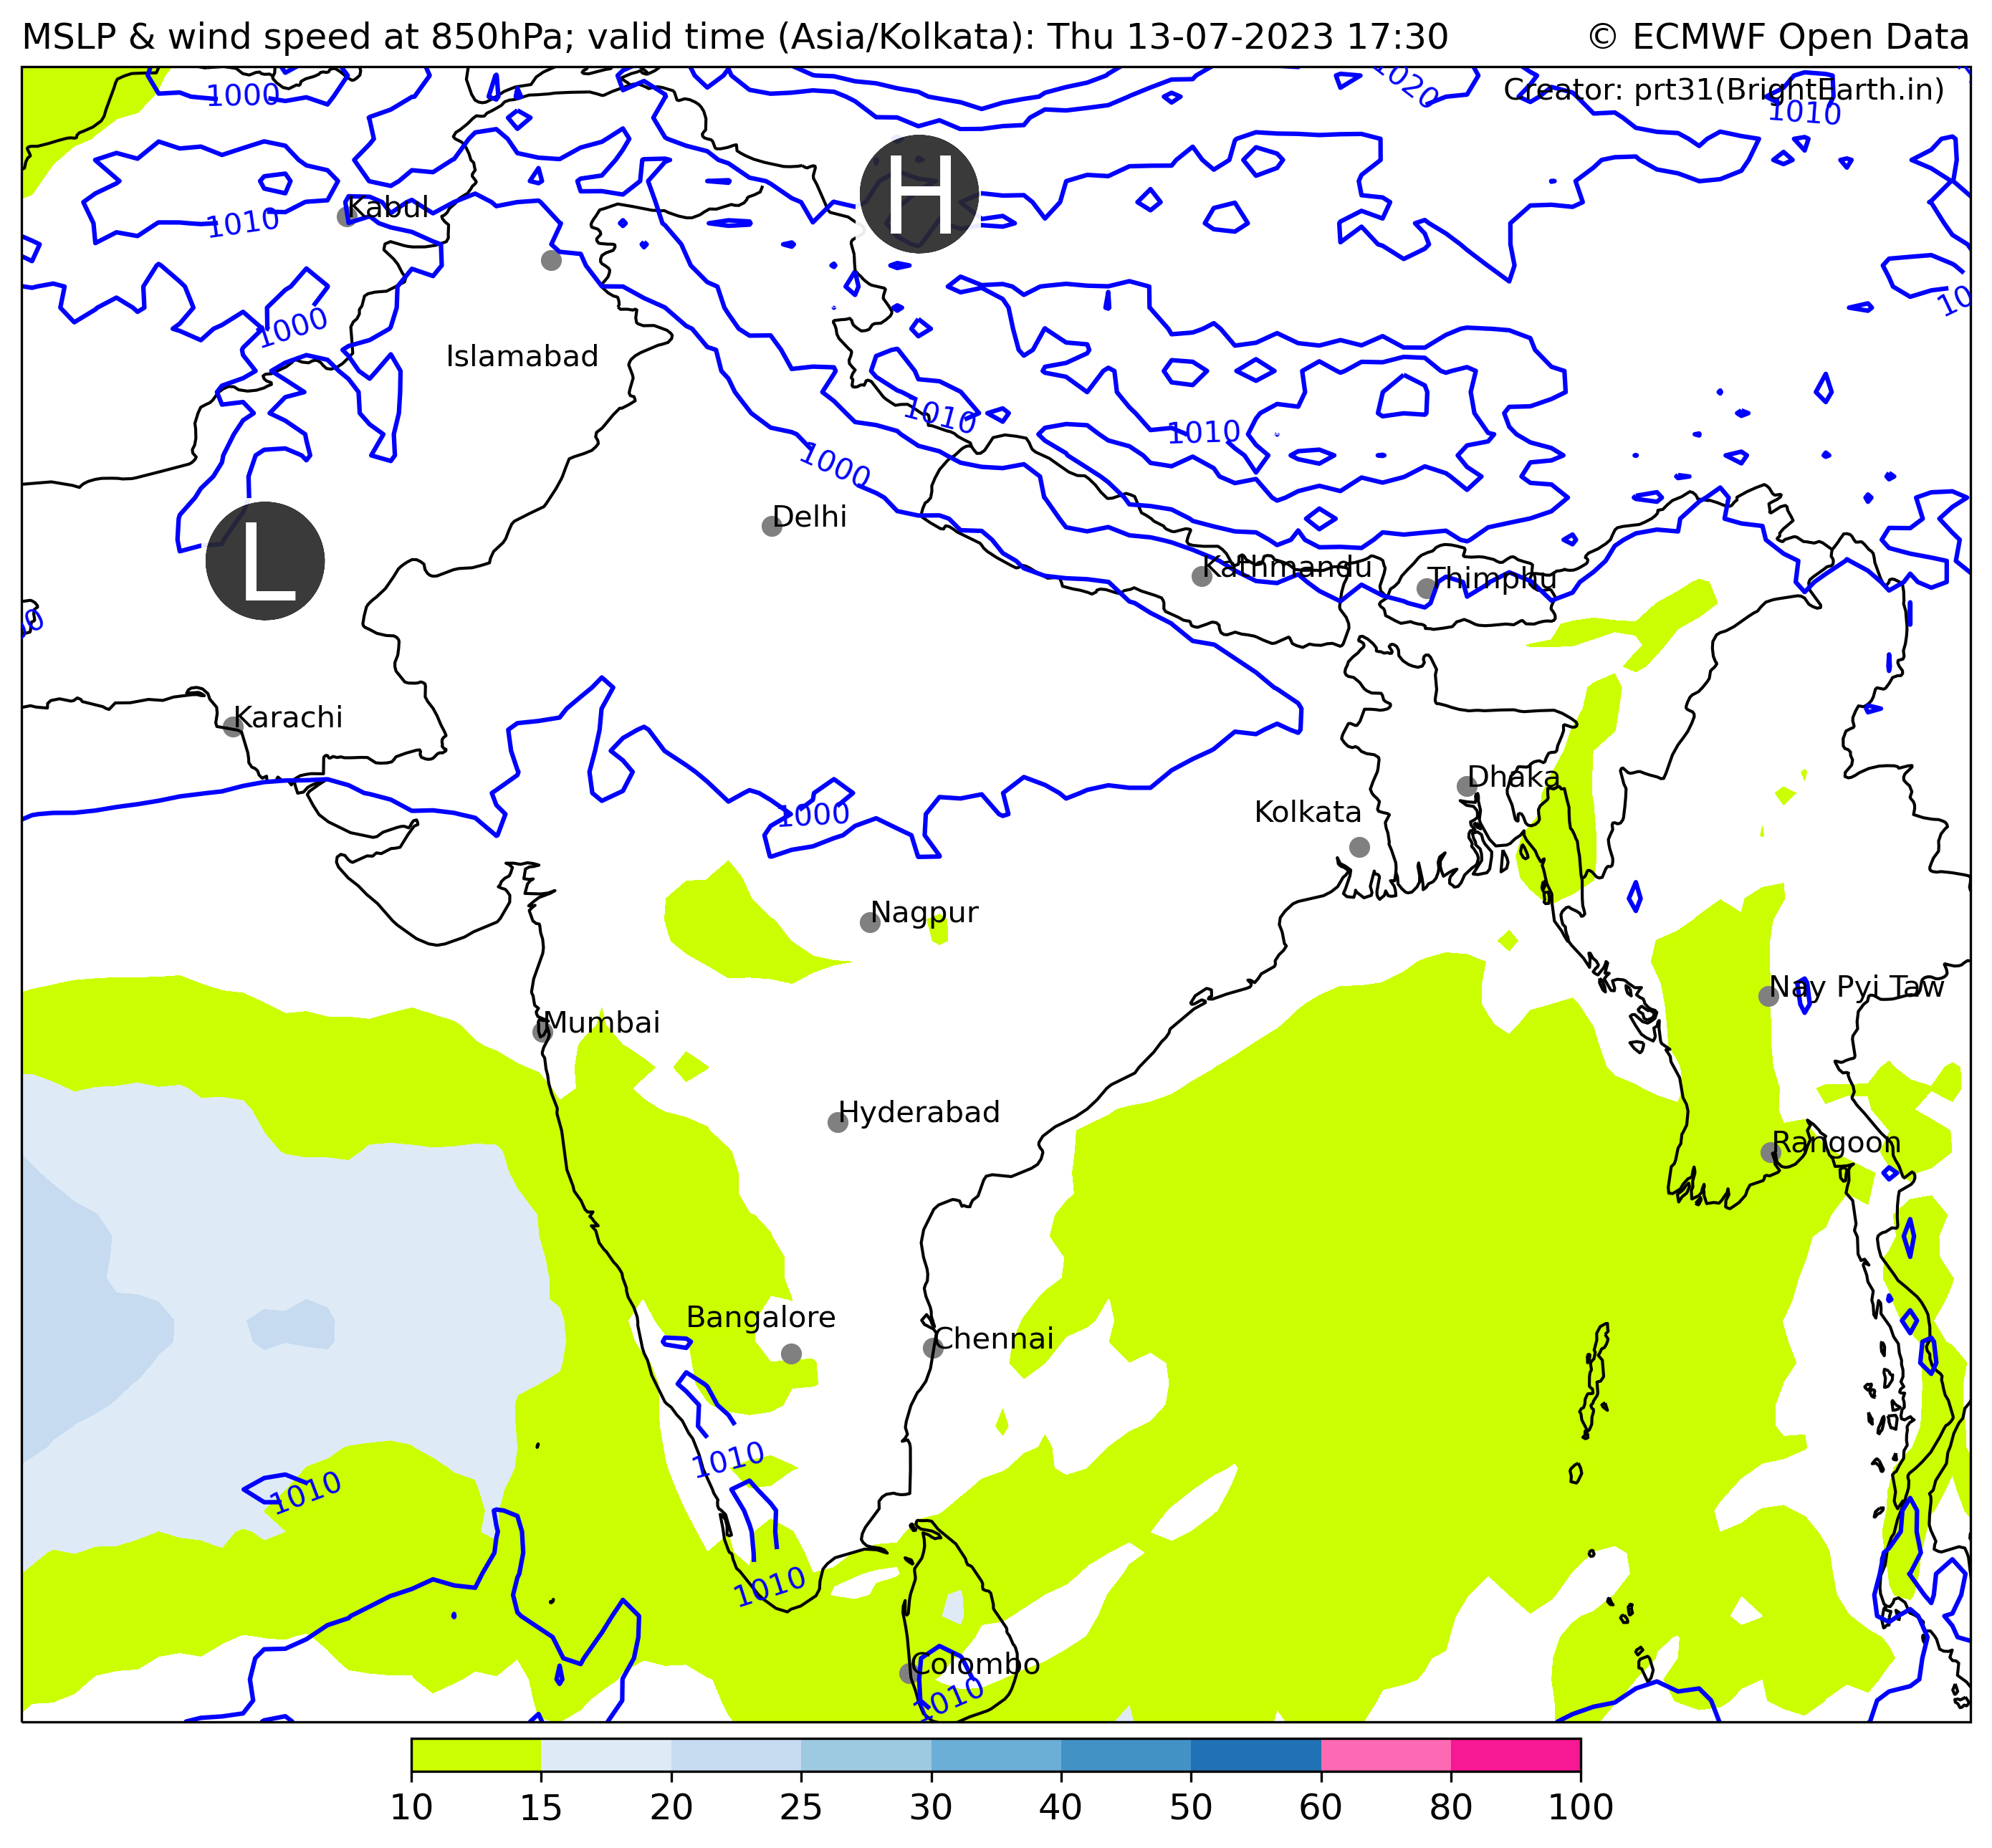 MSLP & wind speed at 850hPa; valid time (Asia/Kolkata): Thu 13-07-2023 17:30 © ECMWF Open Data
Creator: prt31(BrightEarth.in)
1000
1020
1010
H
Kabul
1010
1000
10
Islamabad
1010
1010
1000
Delhi
L
Kathmandu
Thimphu
Karachi
Dhaka
Kolkata
1000
Nagpur
Nay Pyi Taw
Mumbai
Hyderabad
Rangoon
Bangalore
Chennai
1010
1010
1010
Colombo
1010
10 15 20 25 30 40 50 60 80 100